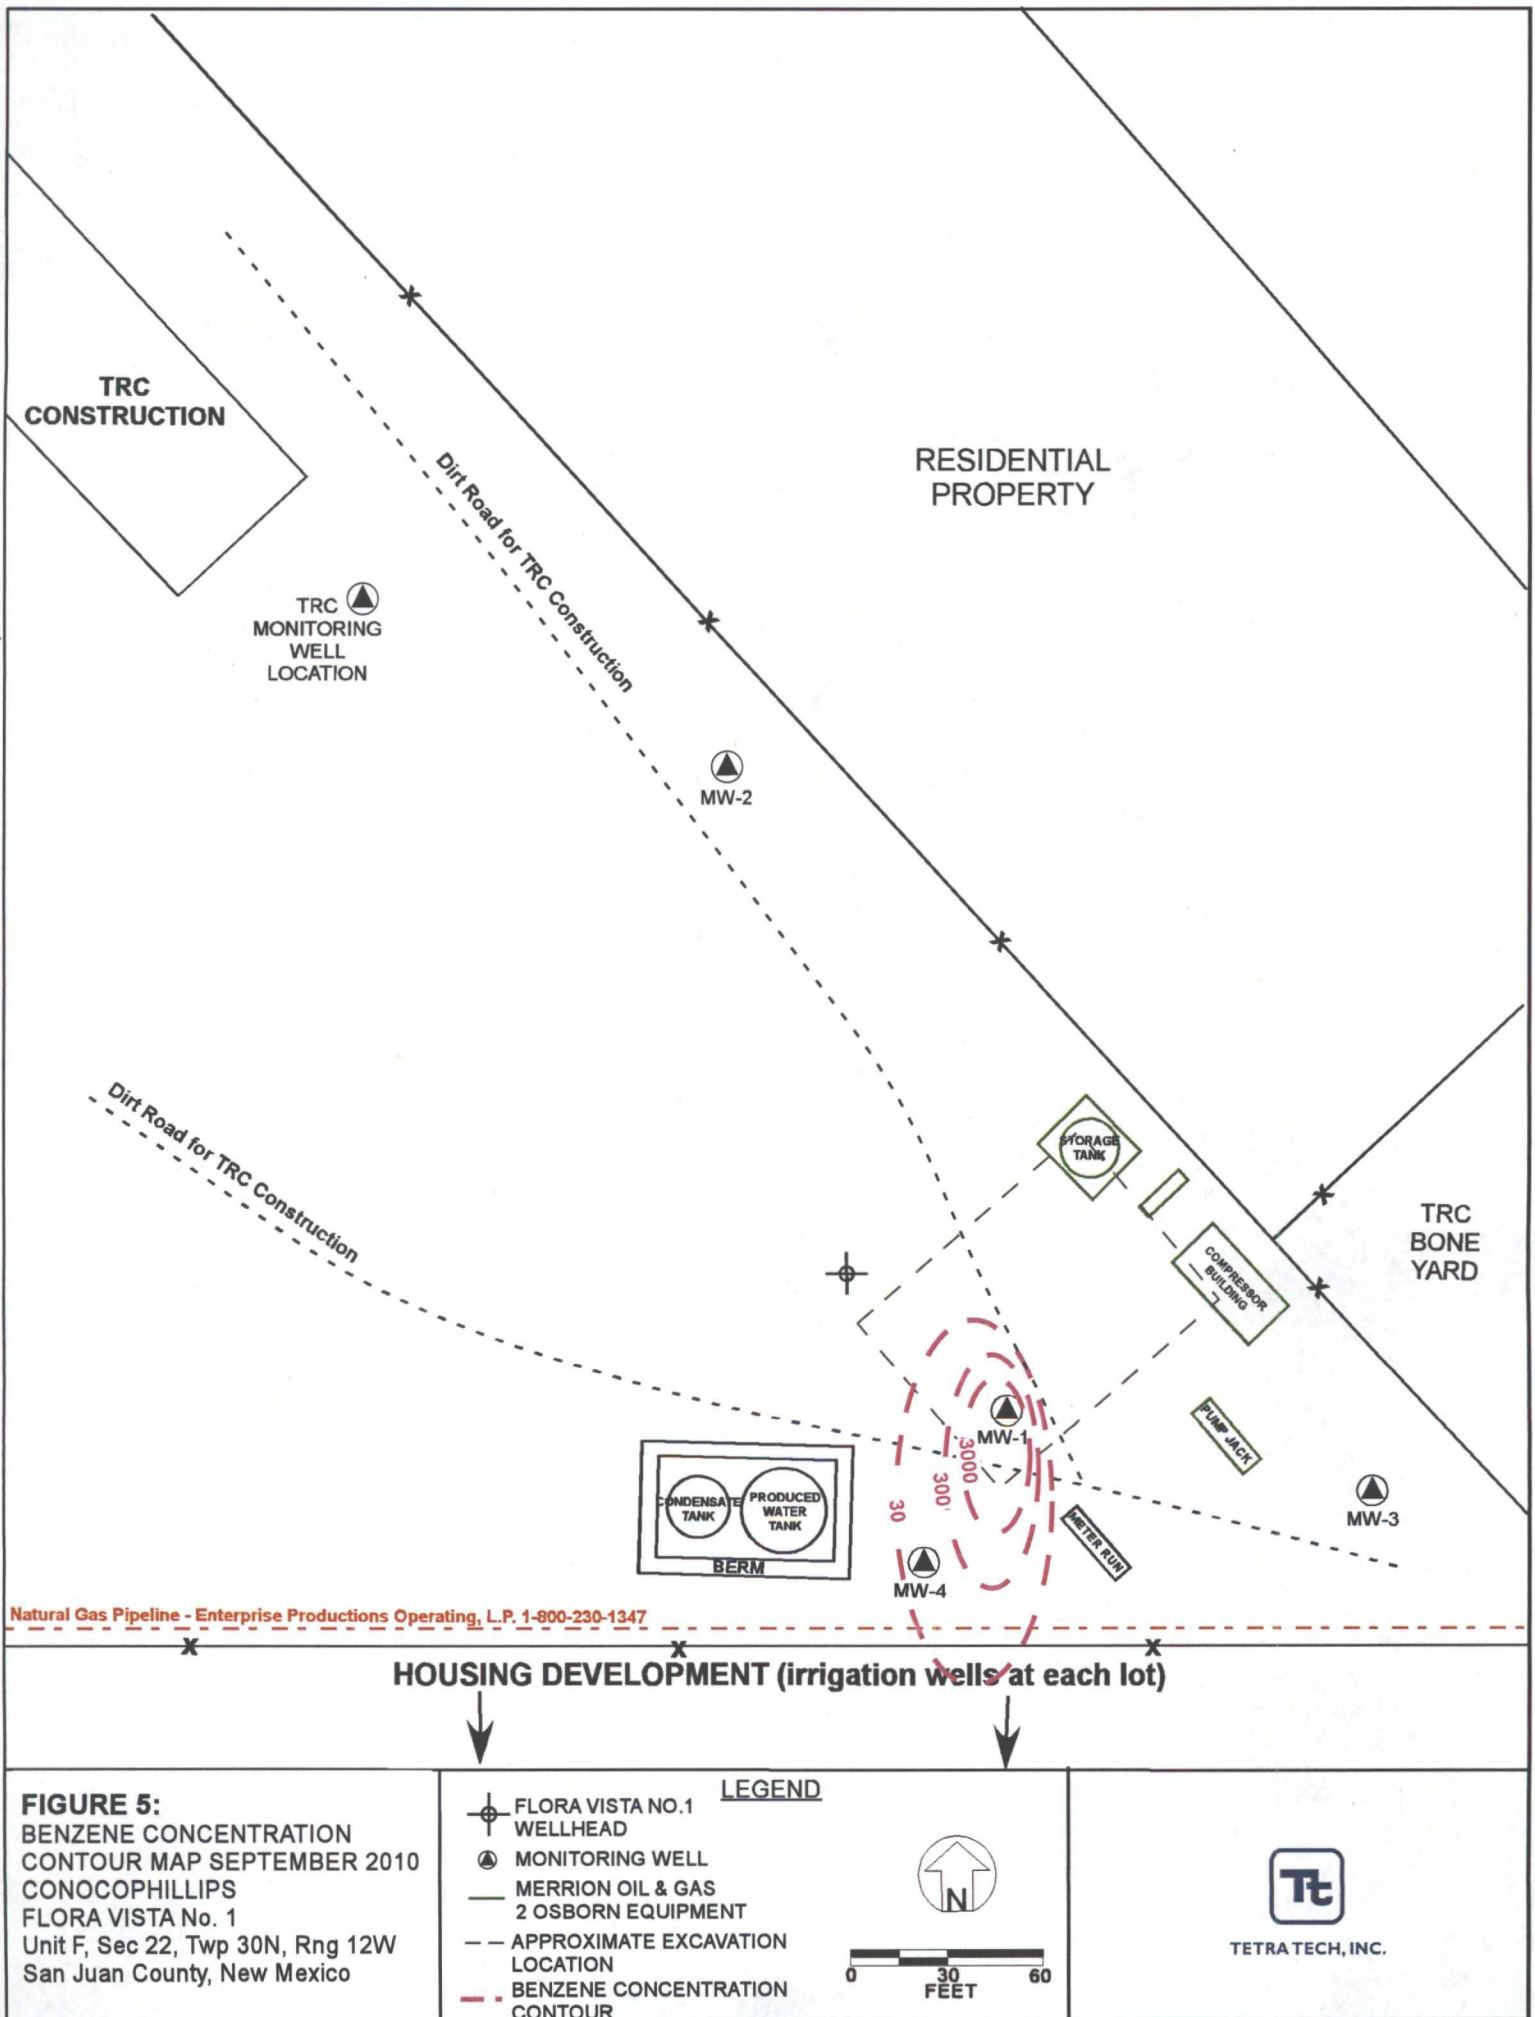 TRC
CONSTRUCTION
RESIDENTIAL
PROPERTY
Dirt Road for TRC Construction
TRC
MONITORING
WELL
LOCATION
MW-2
Dirt Road for TRC Construction
STORAGE
TANK
COMPRESSOR
BUILDING
TRC
BONE
YARD
PUMP JACK
MW-1
3000
300
30
MW-3
CONDENSATE
TANK
PRODUCED
WATER
TANK
BERM
METER RUN
MW-4
Natural Gas Pipeline - Enterprise Productions Operating, L.P. 1-800-230-1347
X X X
HOUSING DEVELOPMENT (irrigation wells at each lot)
FIGURE 5:
BENZENE CONCENTRATION
CONTOUR MAP SEPTEMBER 2010
CONOCOPHILLIPS
FLORA VISTA No. 1
Unit F, Sec 22, Twp 30N, Rng 12W
San Juan County, New Mexico
LEGEND
FLORA VISTA NO.1
WELLHEAD
MONITORING WELL
MERRION OIL & GAS
2 OSBORN EQUIPMENT
APPROXIMATE EXCAVATION
LOCATION
BENZENE CONCENTRATION
CONTOUR
N
0 30 60
FEET
Tt
TETRA TECH, INC.